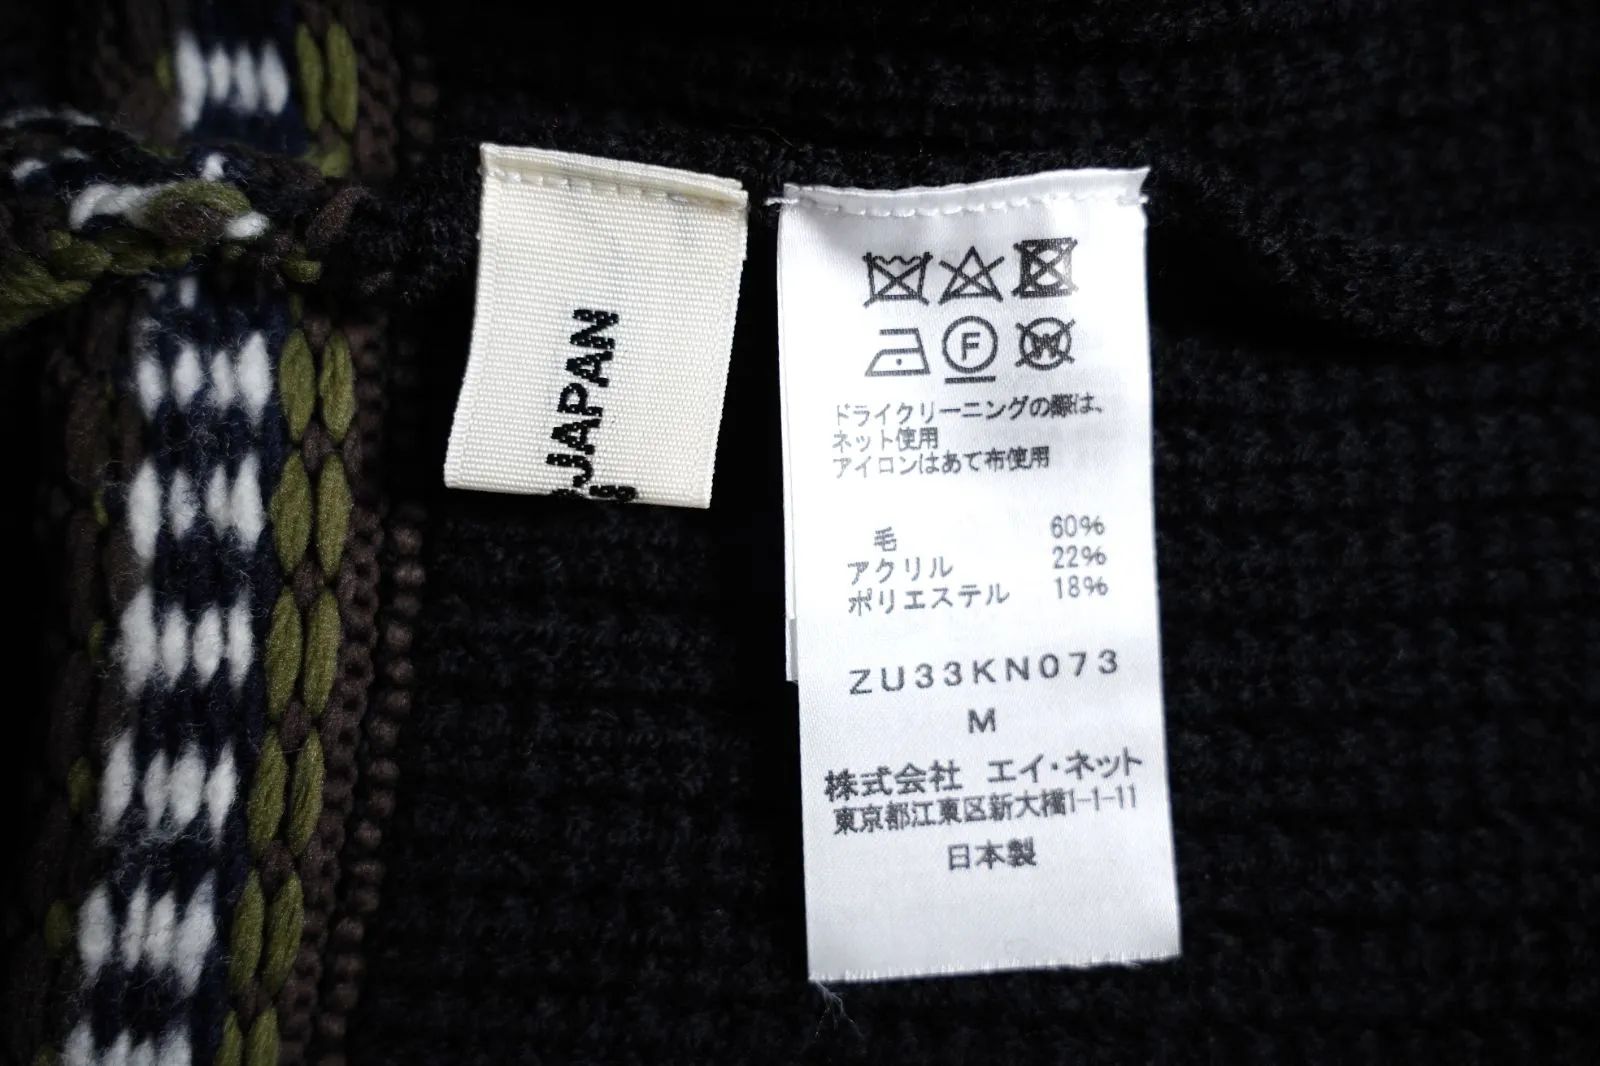 JAPAN
F
W
ドライクリーニングの際は、
ネット使用
アイロンはあて布使用
毛 60%
アクリル 22%
ポリエステル 18%
ZU33KN073
M
株式会社 エイ・ネット
東京都江東区新大橋1-1-11
日本製